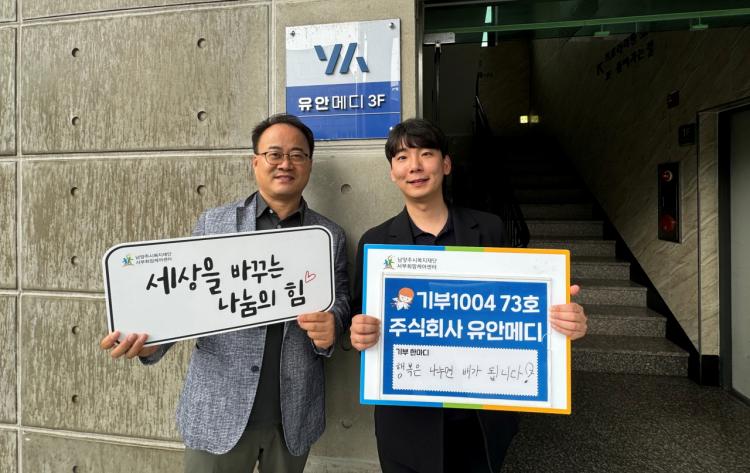 유안메디 3F
남양주시복지재단
서부희망케어센터
세상을 바꾸는
나눔의 힘
남양주시복지재단
서부희망케어센터
기부1004 73호
주식회사 유안메디
기부 한마디
행복은 나누면 배가 됩니다!